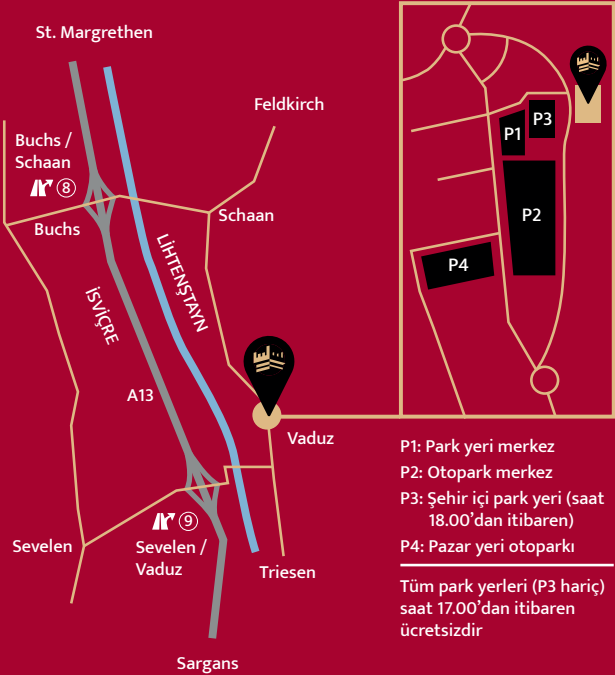 St. Margrethen
Feldkirch
Buchs /
Schaan
8
Buchs
Schaan
LİHTENŞTAYN
İSVİÇRE
A13
Vaduz
9
Sevelen
Sevelen /
Vaduz
Triesen
Sargans
P1
P3
P2
P4
P1: Park yeri merkez
P2: Otopark merkez
P3: Şehir içi park yeri (saat
18.00’dan itibaren)
P4: Pazar yeri otoparkı
Tüm park yerleri (P3 hariç)
saat 17.00’dan itibaren
ücretsizdir